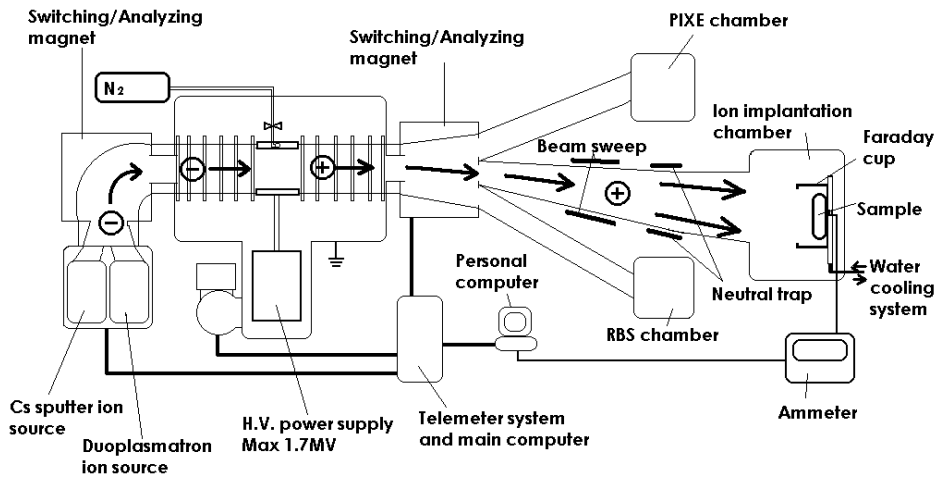 Switching/Analyzing
magnet
PIXE chamber
Switching/Analyzing
magnet
N2
Ion implantation
chamber
Faraday
cup
Beam sweep
Sample
Personal
computer
Water
cooling
system
Neutral trap
RBS chamber
Cs sputter ion
source
H.V. power supply
Max 1.7MV
Telemeter system
and main computer
Ammeter
Duoplasmatron
ion source